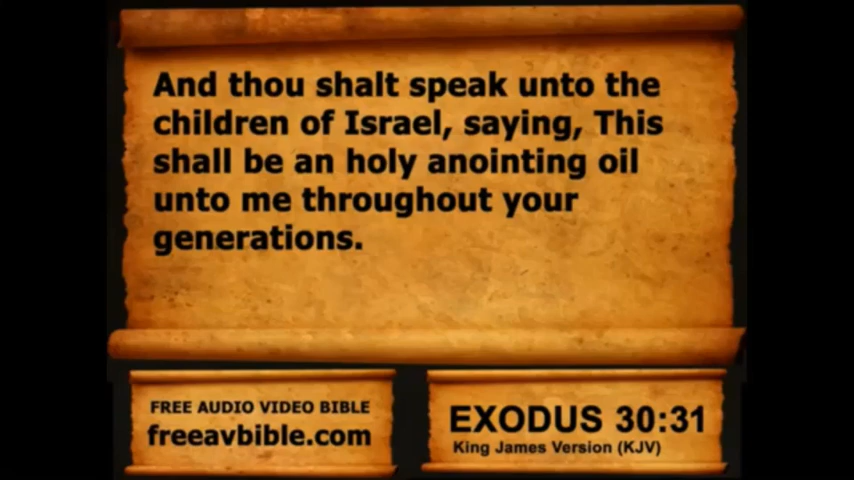 And thou shalt speak unto the
children of Israel, saying, This
shall be an holy anointing oil
unto me throughout your
generations.
FREE AUDIO VIDEO BIBLE
freeavbible.com
EXODUS 30:31
King James Version (KJV)